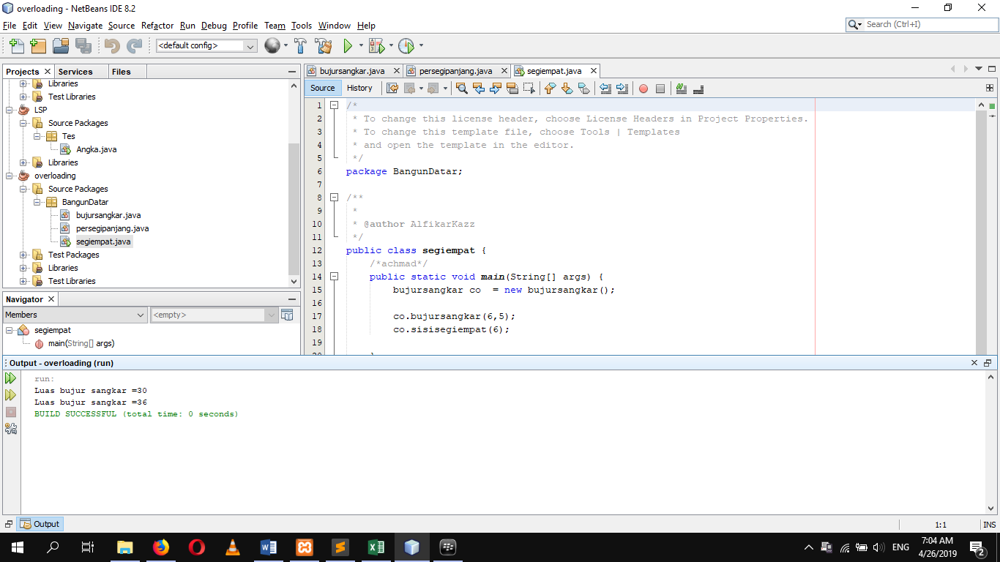 overloading - NetBeans IDE 8.2
File Edit View Navigate Source Refactor Run Debug Profile Team Tools Window Help
Search (Ctrl+I)
<default config>
Projects
Services
Files
Libraries
Test Libraries
LSP
Source Packages
Tes
Angka.java
Libraries
overloading
Source Packages
BangunDatar
bujursangkar.java
persegipanjang.java
segiempat.java
Test Packages
Libraries
Test Libraries
Navigator
Members
<empty>
segiempat
main(String[] args)
bujursangkar.java
persegipanjang.java
segiempat.java
Source
History
1 /*
2 * To change this license header, choose License Headers in Project Properties.
3 * To change this template file, choose Tools | Templates
4 * and open the template in the editor.
5 */
6 package BangunDatar;
7
8 /**
9 *
10 * @author AlfikarKazz
11 */
12 public class segiempat {
13 /*achmad*/
14 public static void main(String[] args) {
15 bujursangkar co  = new bujursangkar();
16
17 co.bujursangkar(6,5);
18 co.sisisegiempat(6);
19
Output - overloading (run)
run:
Luas bujur sangkar =30
Luas bujur sangkar =36
BUILD SUCCESSFUL (total time: 0 seconds)
Output
1:1
INS
ENG
7:04 AM
4/26/2019
2